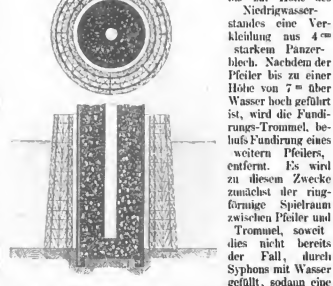 Niedrigwasser-
standes eine Ver-
kleidung aus 4 cm
starkem Panzer-
blech. Nachdem der
Pfeiler bis zu einer
Höhe von 7 m über
Wasser hoch geführt
ist, wird die Fundi-
rungs-Trommel, be-
hufs Fundirung eines
weitern Pfeilers,
entfernt. Es wird
zu diesem Zwecke
zunächst der ring-
förmige Spielraum
zwischen Pfeiler und
Trommel, soweit
dies nicht bereits
der Fall, durch
Syphons mit Wasser
gefüllt, sodann eine